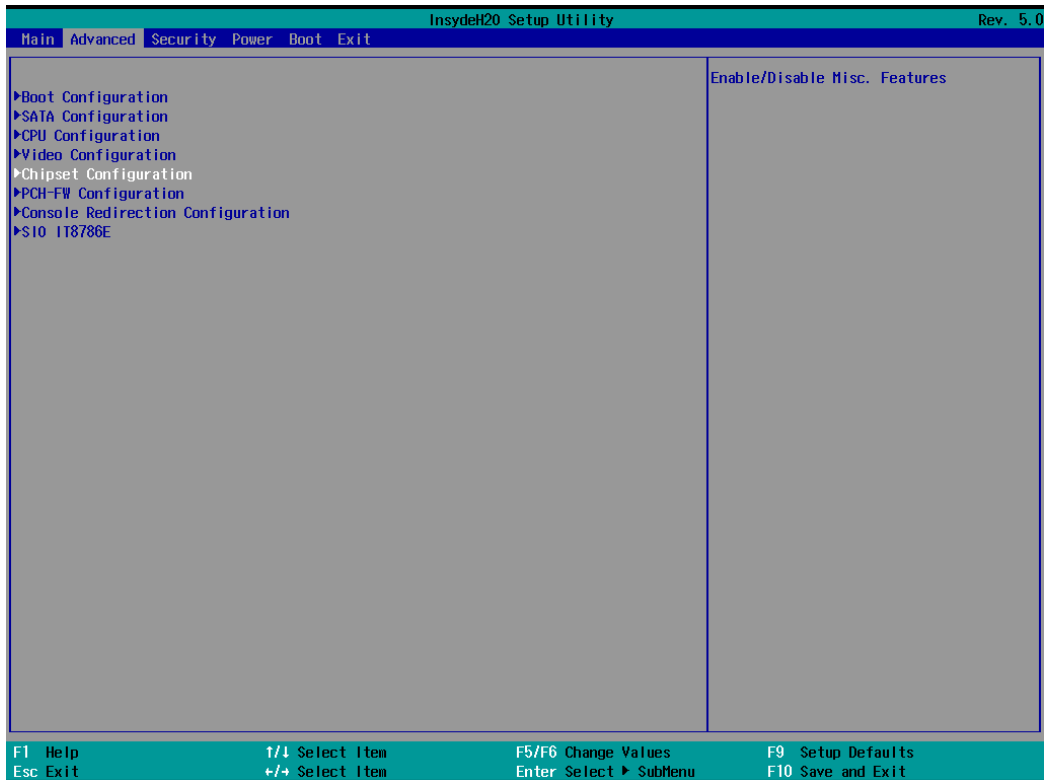 InsydeH20 Setup Utility Rev. 5.0
Main Advanced Security Power Boot Exit
Enable/Disable Misc. Features
▶Boot Configuration
▶SATA Configuration
▶CPU Configuration
▶Video Configuration
▶Chipset Configuration
▶PCH-FW Configuration
▶Console Redirection Configuration
▶SIO IT8786E
F1 Help ↑/↓ Select Item F5/F6 Change Values F9 Setup Defaults
Esc Exit ←/→ Select Item Enter Select ▶ SubMenu F10 Save and Exit